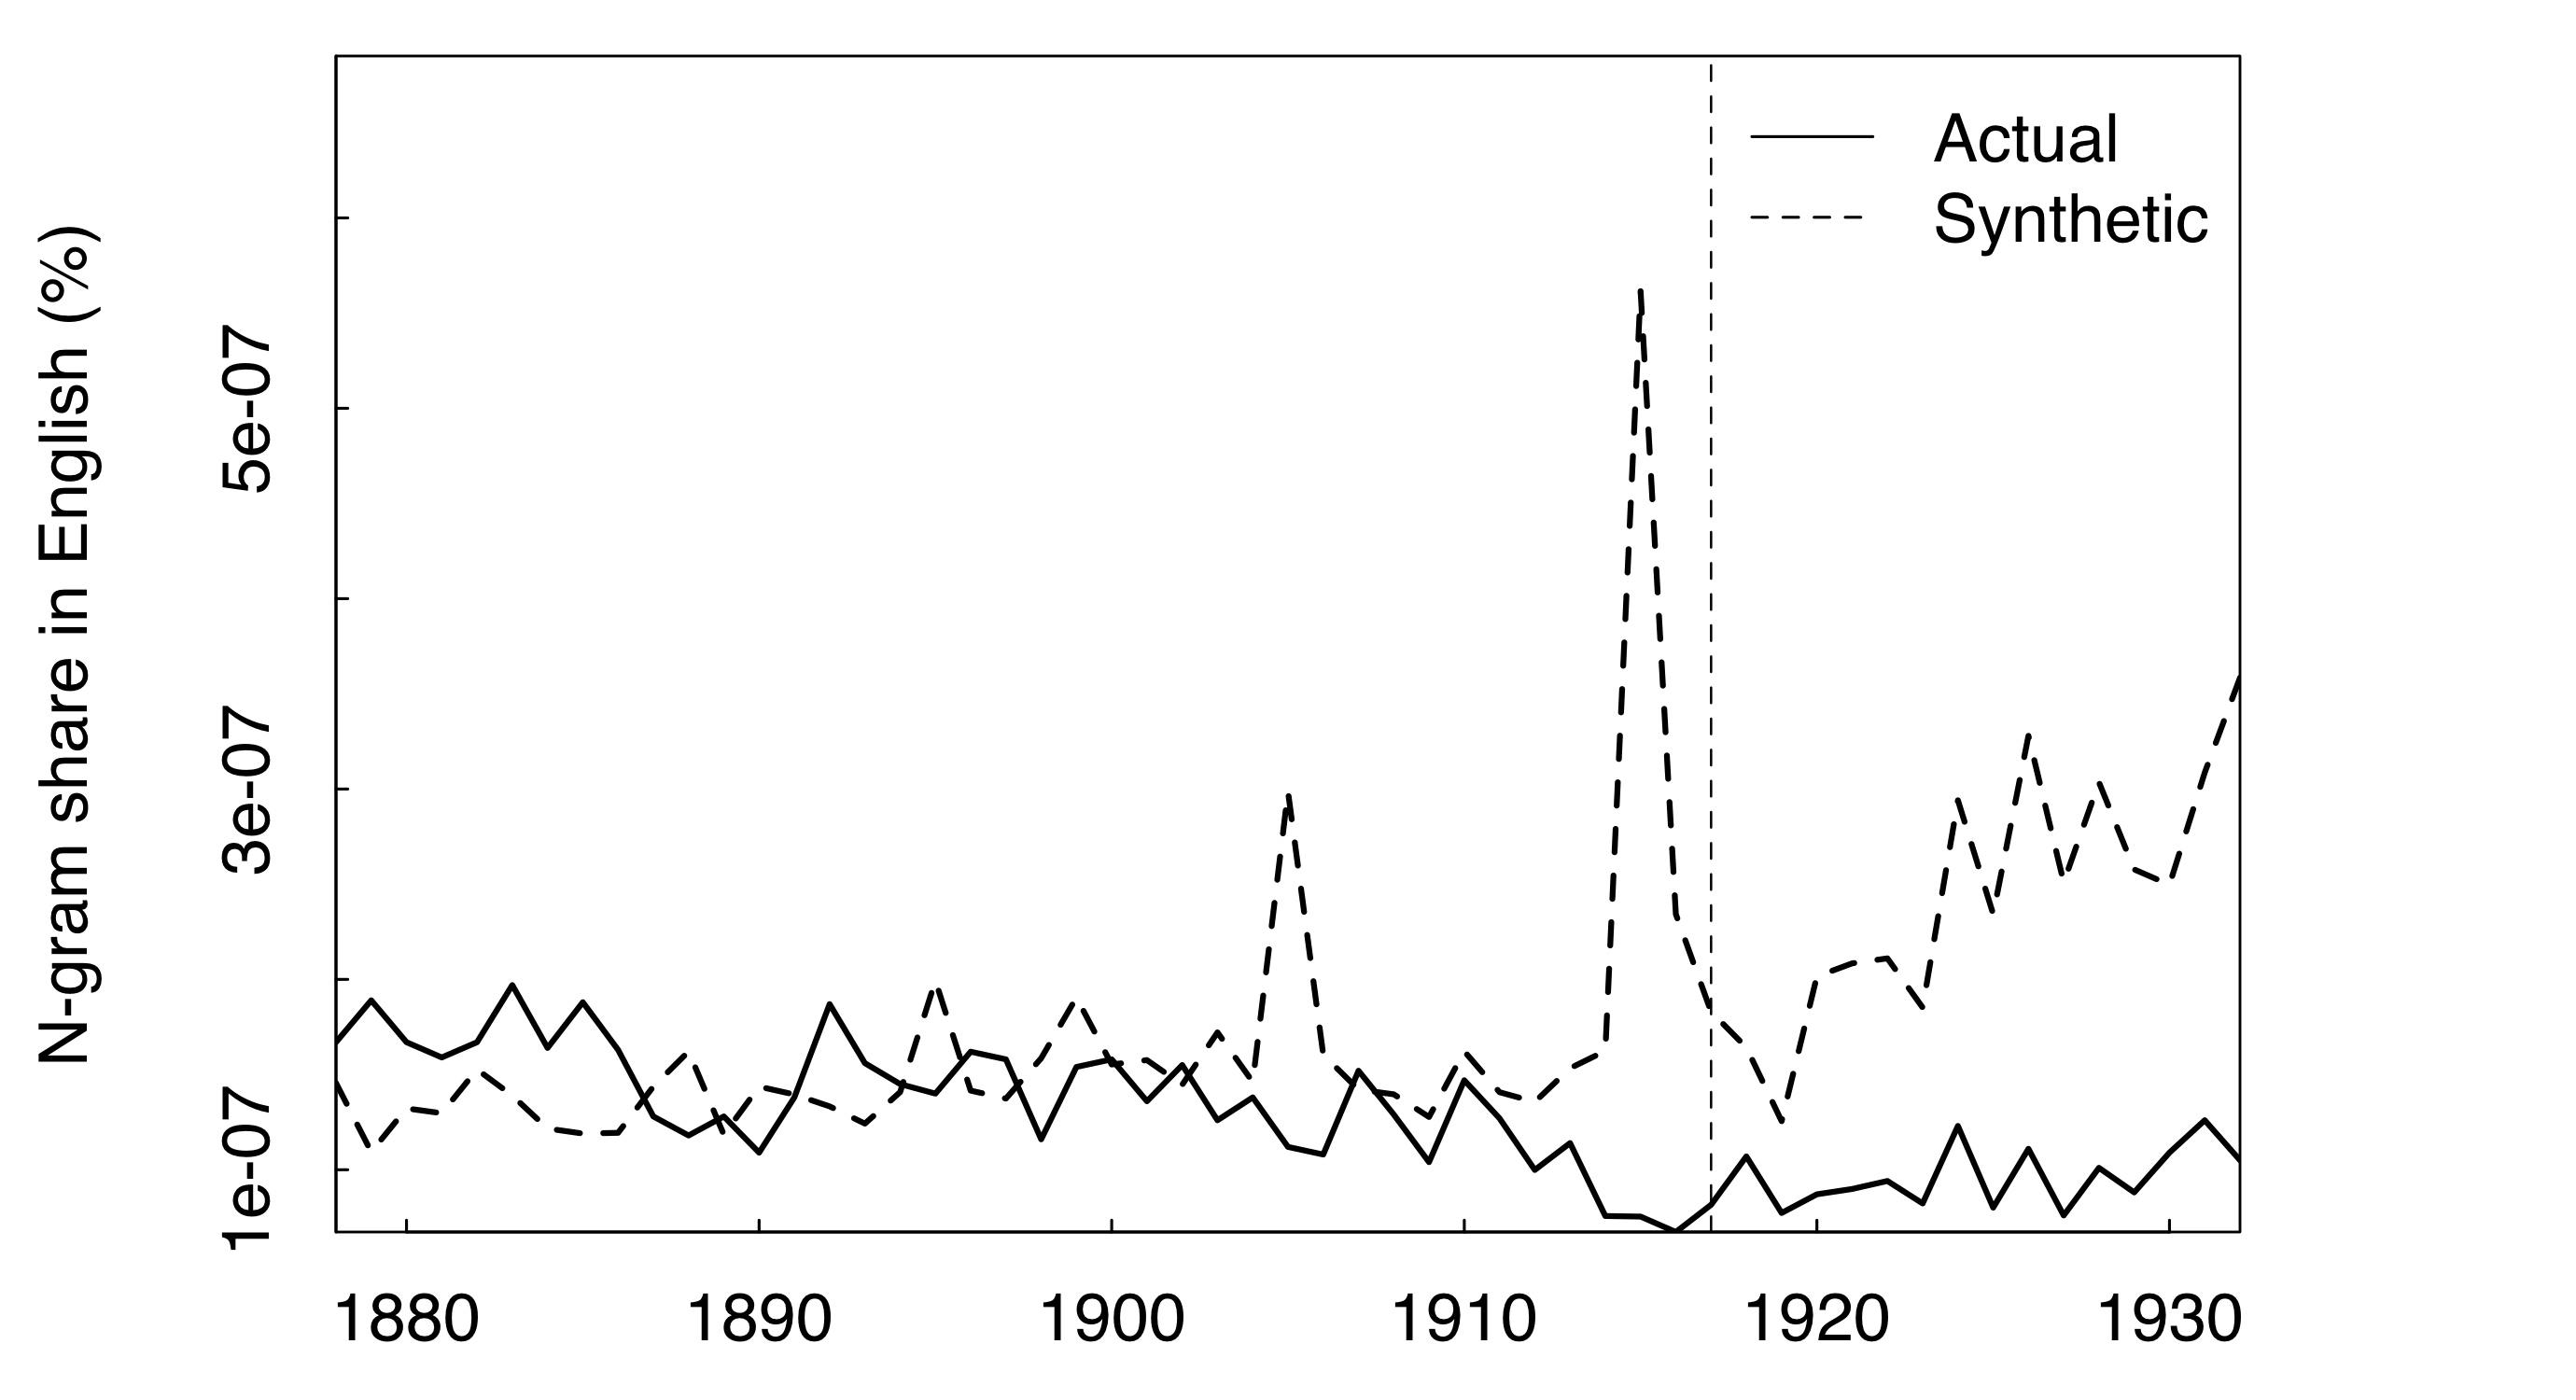 N-gram share in English (%)
5e-07
3e-07
1e-07
Actual
Synthetic
1880 1890 1900 1910 1920 1930